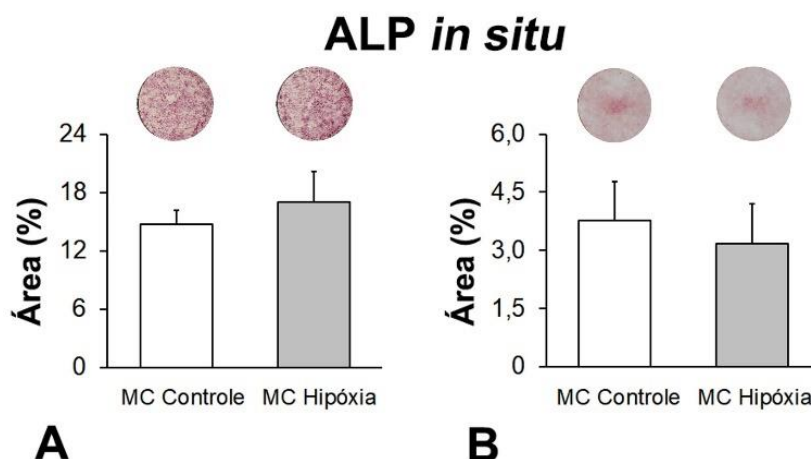 ALP in situ
Área (%)
24
18
12
6
0
MC Controle MC Hipóxia
A
Área (%)
6,0
4,5
3,0
1,5
0
MC Controle MC Hipóxia
B